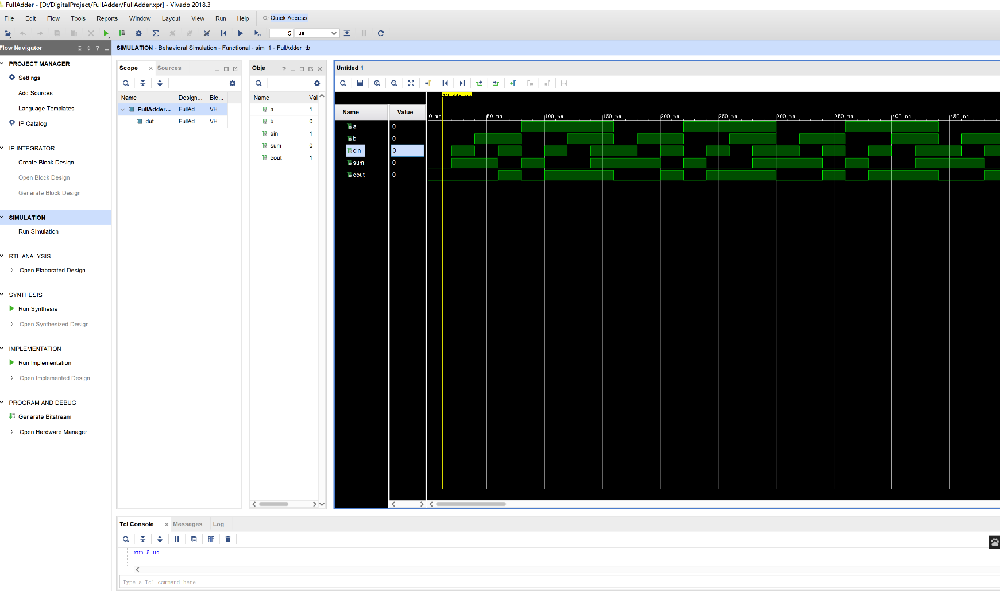 FullAdder - [D:/DigitalProject/FullAdder/FullAdder.xpr] - Vivado 2018.3
File Edit Flow Tools Reports Window Layout View Run Help Quick Access
5 us
Flow Navigator ?
SIMULATION - Behavioral Simulation - Functional - sim_1 - FullAdder_tb
PROJECT MANAGER
Settings
Add Sources
Language Templates
IP Catalog
IP INTEGRATOR
Create Block Design
Open Block Design
Generate Block Design
SIMULATION
Run Simulation
RTL ANALYSIS
Open Elaborated Design
SYNTHESIS
Run Synthesis
Open Synthesized Design
IMPLEMENTATION
Run Implementation
Open Implemented Design
PROGRAM AND DEBUG
Generate Bitstream
Open Hardware Manager
Scope Sources
Name Design... Blo...
FullAdder... FullAd... VH...
dut FullAd... VH...
Obje ?
Name Val
a 1
b 0
cin 1
sum 0
cout 1
Untitled 1
12.446 ns
Name Value
0 ns 50 ns 100 ns 150 ns 200 ns 250 ns 300 ns 350 ns 400 ns 450 ns
a 0
b 0
cin 0
sum 0
cout 0
Tcl Console Messages Log
run 5 us
Type a Tcl command here